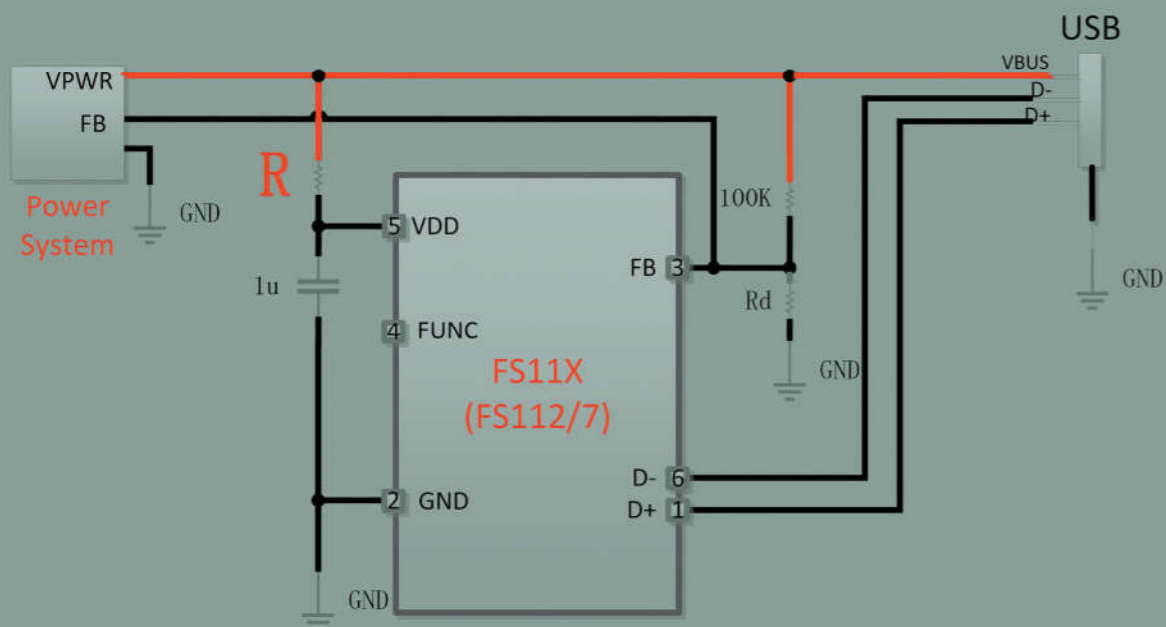 USB
VPWR
VBUS
D-
FB
D+
R
Power
System
GND
100K
5
VDD
FB
3
1u
Rd
GND
4
FUNC
FS11X
(FS112/7)
GND
D-
6
2
GND
D+
1
GND